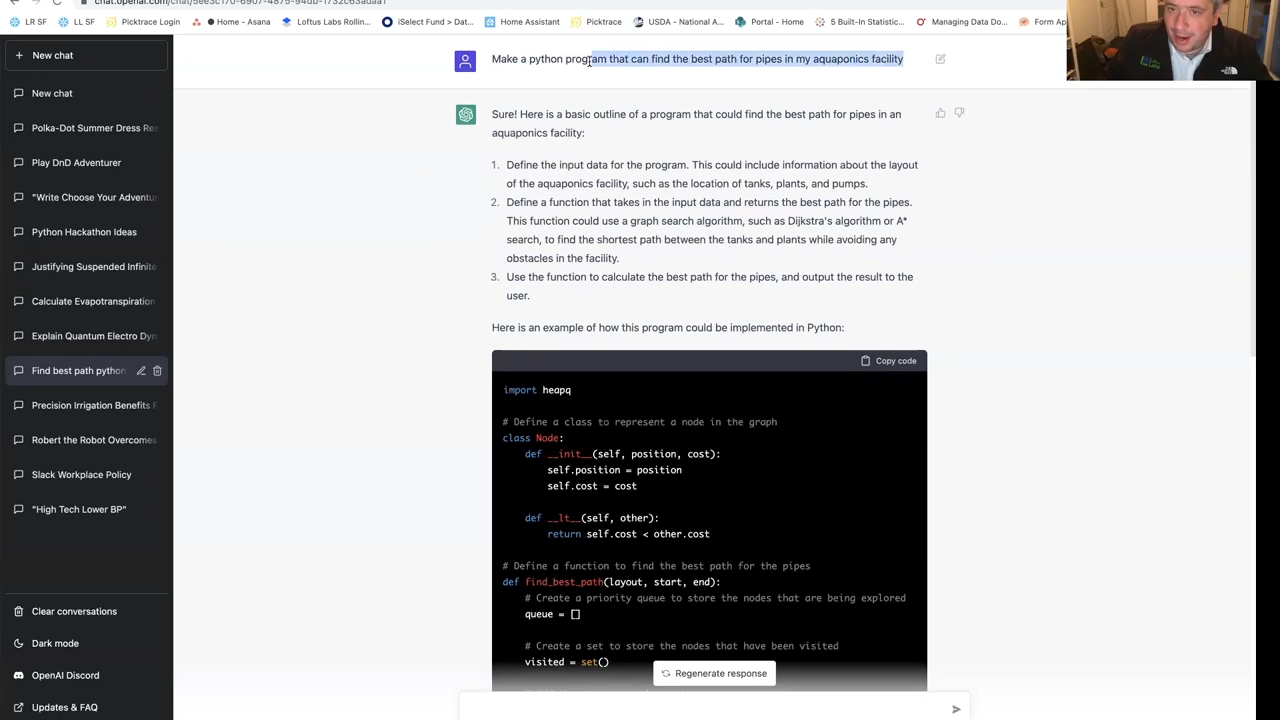 chat.openai.com/chat/5ee3c170-6907-4875-94db-1732c63adaa1
LR SF
LL SF
Picktrace Login
Home - Asana
Loftus Labs Rollin...
iSelect Fund > Dat...
Home Assistant
Picktrace
USDA - National A...
Portal - Home
5 Built-In Statistic...
Managing Data Do...
Form Ap
New chat
New chat
Polka-Dot Summer Dress Res
Play DnD Adventurer
"Write Choose Your Adventu
Python Hackathon Ideas
Justifying Suspended Infinite
Calculate Evapotranspiration
Explain Quantum Electro Dyn
Find best path python
Precision Irrigation Benefits F
Robert the Robot Overcomes
Slack Workplace Policy
"High Tech Lower BP"
Clear conversations
Dark mode
OpenAI Discord
Updates & FAQ
Make a python program that can find the best path for pipes in my aquaponics facility
Sure! Here is a basic outline of a program that could find the best path for pipes in an
aquaponics facility:
1. Define the input data for the program. This could include information about the layout
of the aquaponics facility, such as the location of tanks, plants, and pumps.
2. Define a function that takes in the input data and returns the best path for the pipes.
This function could use a graph search algorithm, such as Dijkstra's algorithm or A*
search, to find the shortest path between the tanks and plants while avoiding any
obstacles in the facility.
3. Use the function to calculate the best path for the pipes, and output the result to the
user.
Here is an example of how this program could be implemented in Python:
Copy code
import heapq
# Define a class to represent a node in the graph
class Node:
def __init__(self, position, cost):
self.position = position
self.cost = cost
def __lt__(self, other):
return self.cost < other.cost
# Define a function to find the best path for the pipes
def find_best_path(layout, start, end):
# Create a priority queue to store the nodes that are being explored
queue = []
# Create a set to store the nodes that have been visited
visited = set()
Regenerate response